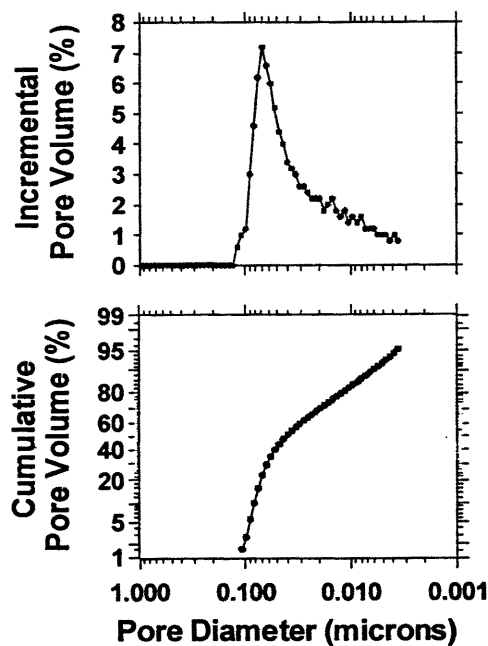 Incremental
Pore Volume (%)
8
7
6
5
4
3
2
1
0
Cumulative
Pore Volume (%)
99
95
80
60
40
20
5
1
1.000 0.100 0.010 0.001
Pore Diameter (microns)